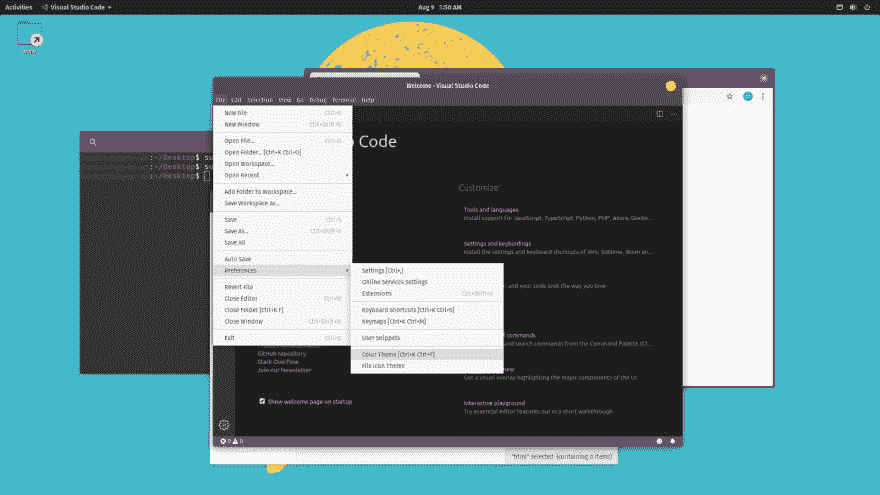 Activities Visual Studio Code
Aug 9 1:50 AM
Welcome - Visual Studio Code
File Edit Selection View Go Debug Terminal Help
New File Ctrl+N
New Window Ctrl+Shift+N
Open File... Ctrl+O
Open Folder... [Ctrl+K Ctrl+O]
Open Workspace...
Open Recent
Add Folder to Workspace...
Save Workspace As...
Save Ctrl+S
Save As... Ctrl+Shift+S
Save All
Auto Save
Preferences
Revert File
Close Editor Ctrl+W
Close Folder [Ctrl+K F]
Close Window Ctrl+Shift+W
Exit
Settings [Ctrl+,]
Online Services Settings
Extensions Ctrl+Shift+X
Keyboard Shortcuts [Ctrl+K Ctrl+S]
Keymaps [Ctrl+K Ctrl+M]
User Snippets
Color Theme [Ctrl+K Ctrl+T]
File Icon Theme
:~/Desktop$ su
:~/Desktop$ su
:~/Desktop$
Code
Customize
Tools and languages
Install support for JavaScript, TypeScript, Python, PHP, Azure, Docke...
Settings and keybindings
Install the settings and keyboard shortcuts of Vim, Sublime, Atom an...
and your code look the way you love
commands
and search commands from the Command Palette (Ct...
Get a visual overlay highlighting the major components of the UI
Interactive playground
Try essential editor features out in a short walkthrough
GitHub repository
Stack Overflow
Join our Newsletter
Show welcome page on startup
0 0
"html" selected (containing 0 items)